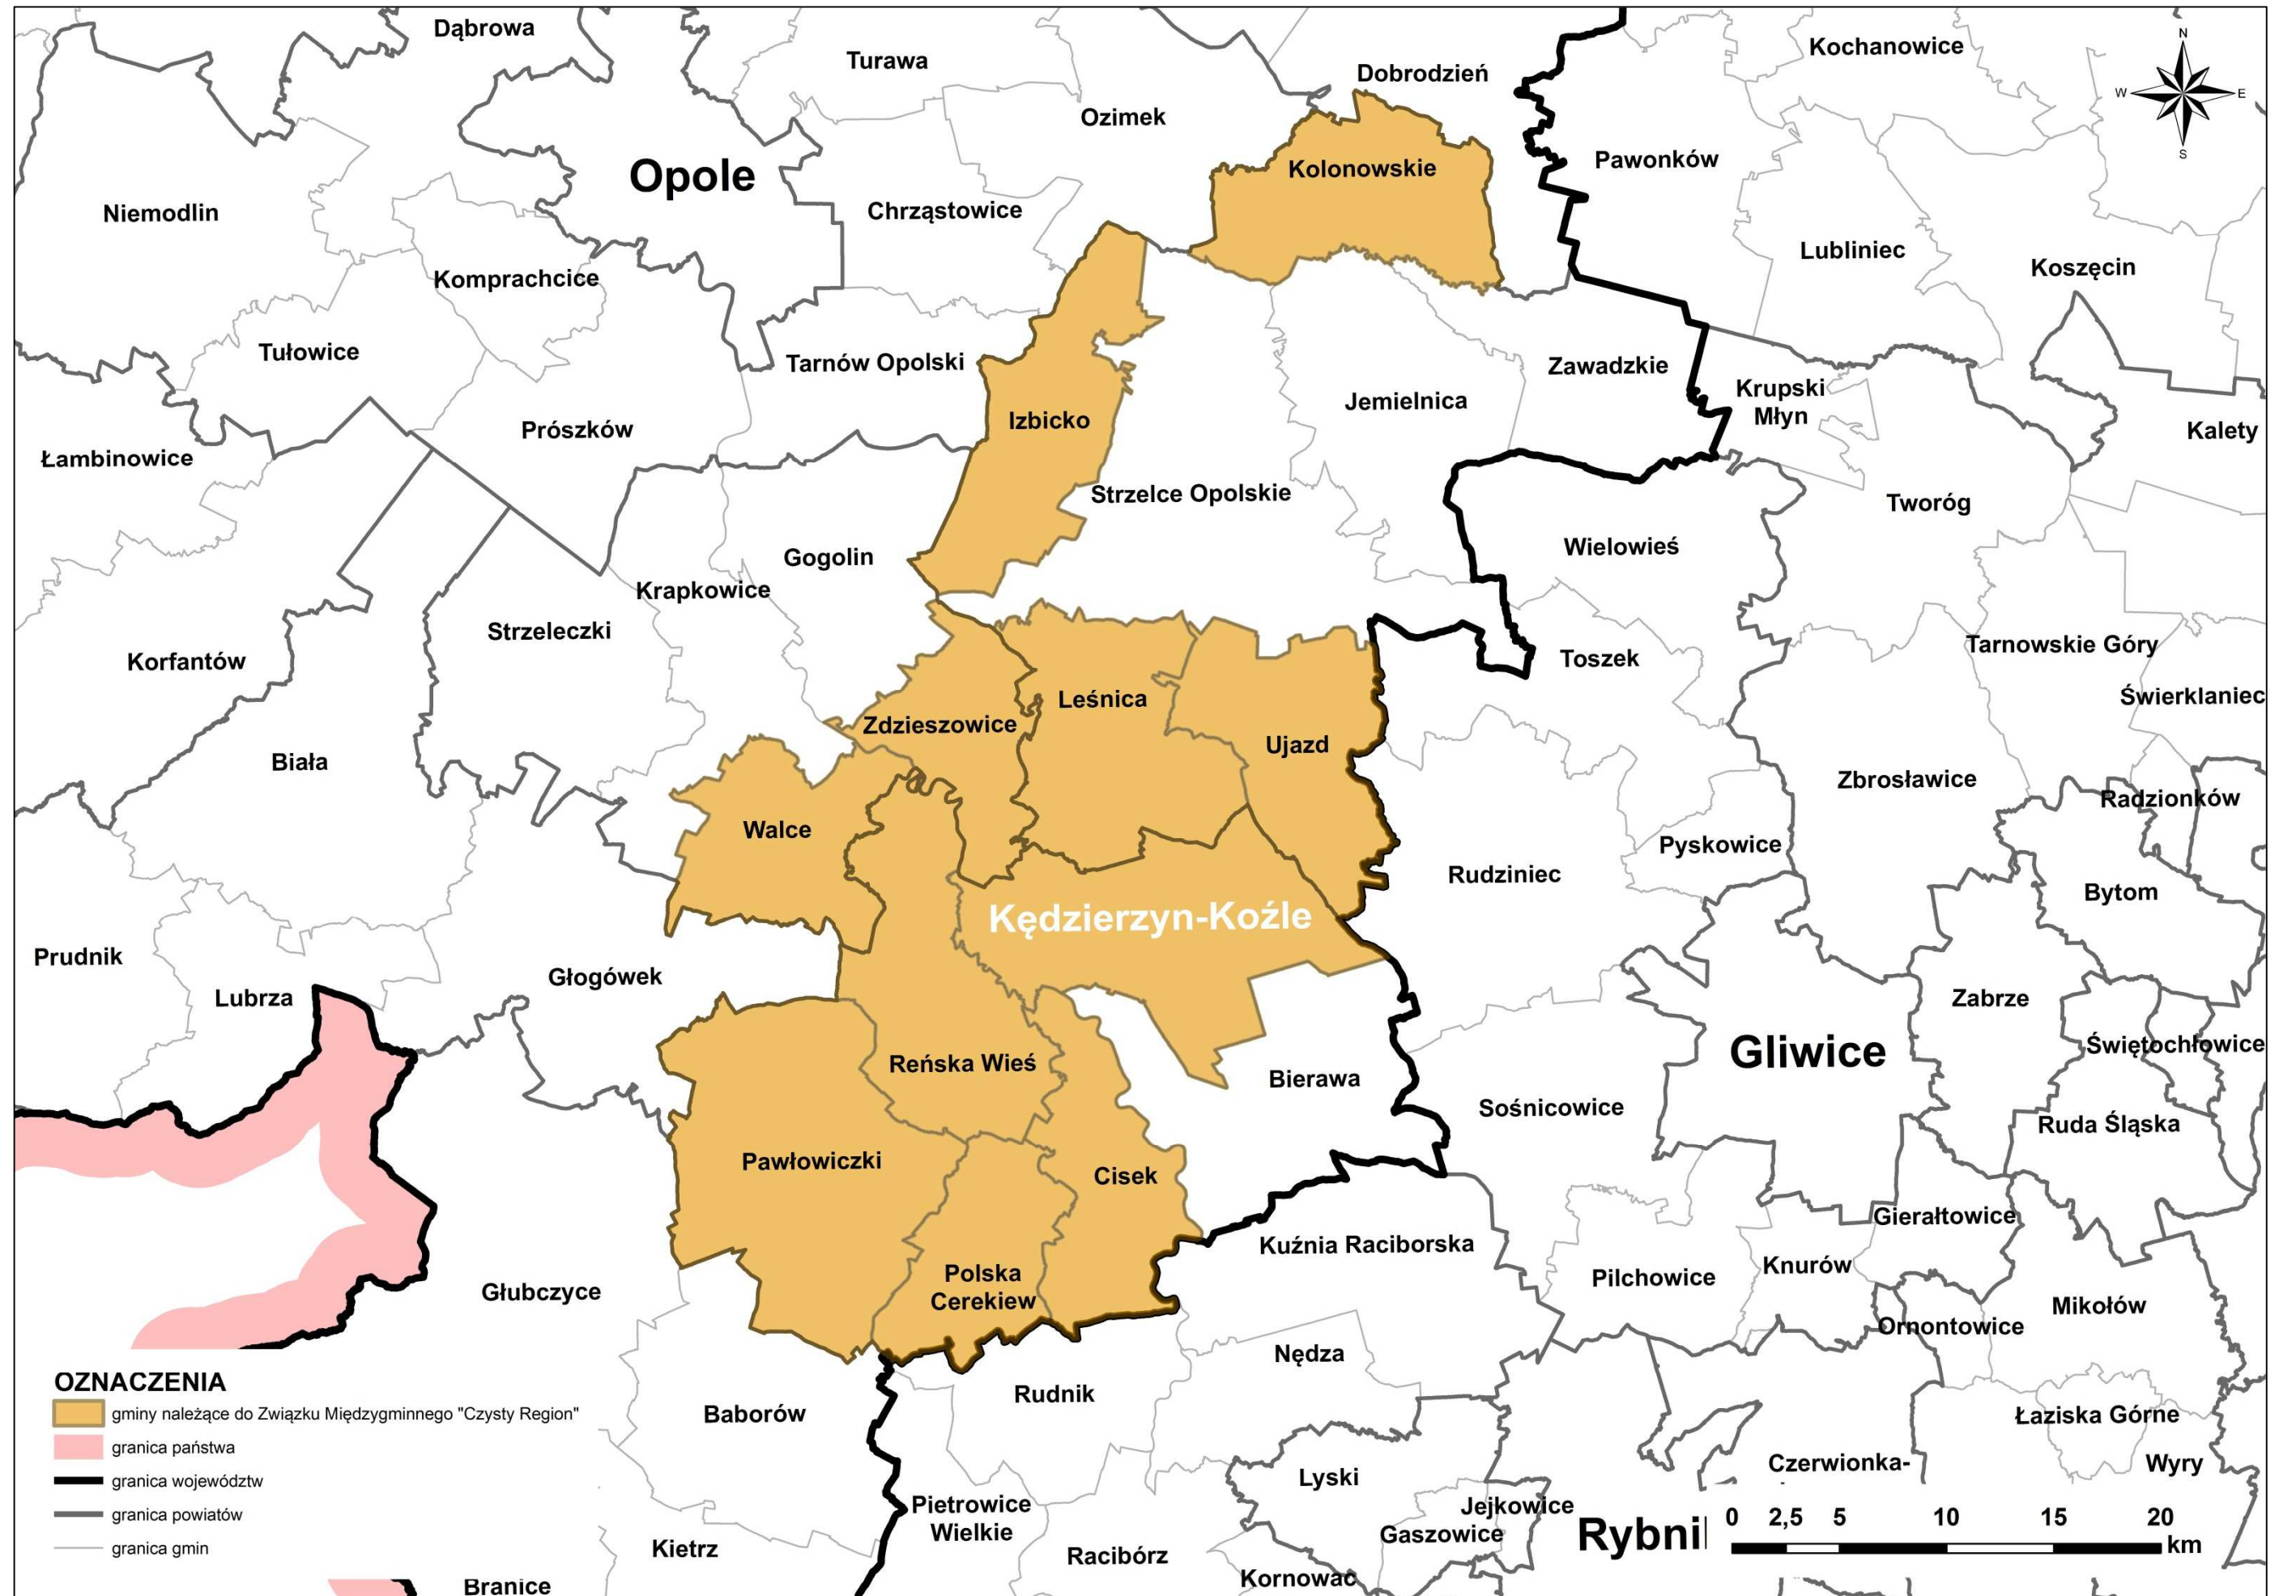 Dąbrowa
Turawa
Kochanowice
N
W
E
S
Dobrodzień
Ozimek
Pawonków
Opole
Kolonowskie
Niemodlin
Chrząstowice
Lubliniec
Koszęcin
Komprachcice
Tułowice
Tarnów Opolski
Zawadzkie
Krupski
Młyn
Jemielnica
Izbicko
Prószków
Kalety
Łambinowice
Strzelce Opolskie
Tworóg
Wielowieś
Gogolin
Krapkowice
Strzeleczki
Korfantów
Toszek
Tarnowskie Góry
Świerklaniec
Leśnica
Zdzieszowice
Ujazd
Biała
Zbrosławice
Radzionków
Walce
Pyskowice
Rudziniec
Bytom
Kędzierzyn-Koźle
Prudnik
Głogówek
Lubrza
Zabrze
Świętochłowice
Gliwice
Reńska Wieś
Bierawa
Sośnicowice
Ruda Śląska
Pawłowiczki
Cisek
Gierałtowice
Kuźnia Raciborska
Knurów
Pilchowice
Polska
Cerekiew
Głubczyce
Mikołów
Ornontowice
Nędza
Rudnik
Baborów
Łaziska Górne
Czerwionka-
Wyry
Lyski
Pietrowice
Wielkie
Jejkowice
Gaszowice
Rybni
Kietrz
Racibórz
Kornowac
Branice
OZNACZENIA
gminy należące do Związku Międzygminnego "Czysty Region"
granica państwa
granica województw
granica powiatów
granica gmin
0 2,5 5 10 15 20
km